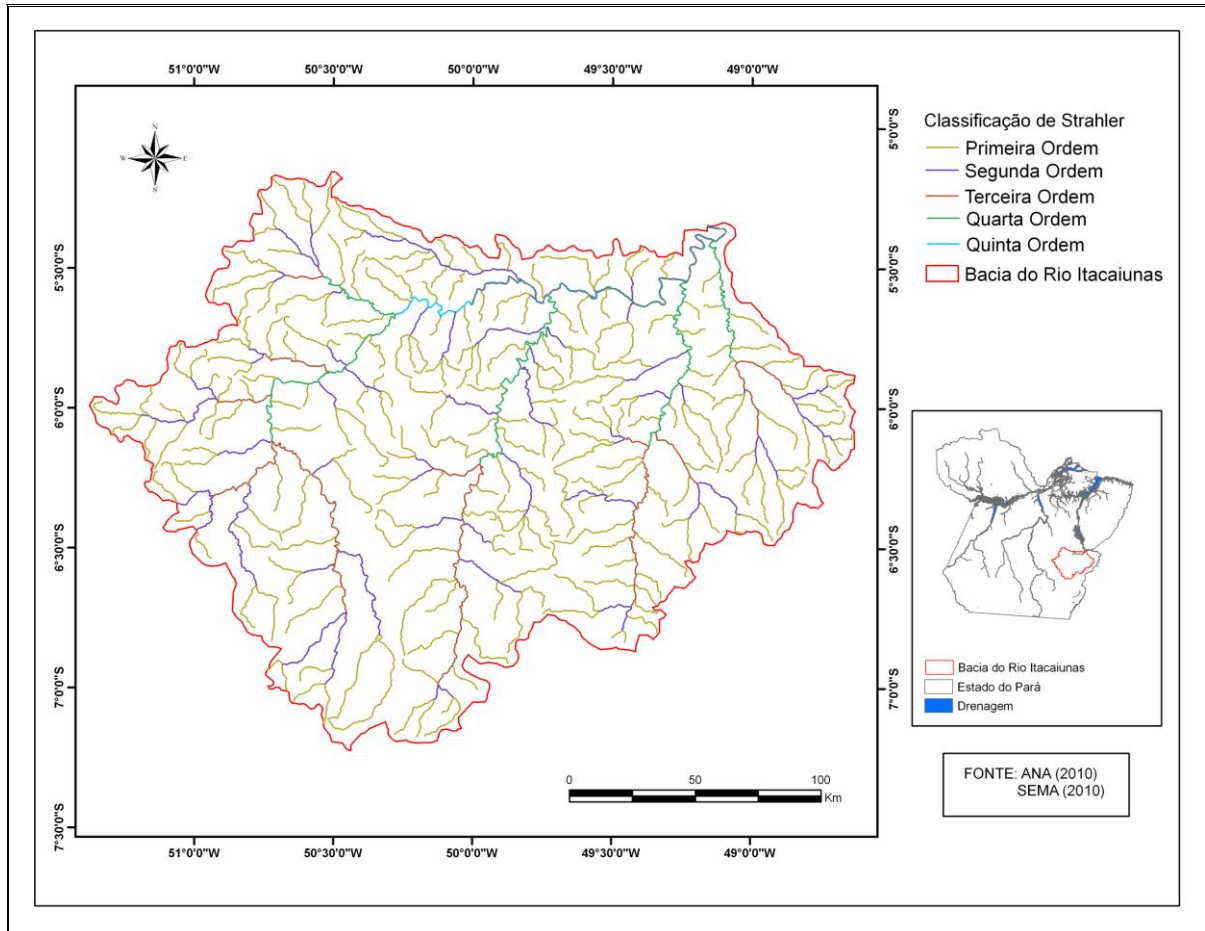 51°0'0"W 50°30'0"W 50°0'0"W 49°30'0"W 49°0'0"W
N
W E
S
5°0'0"S
5°30'0"S
6°0'0"S
6°30'0"S
7°0'0"S
7°30'0"S
5°0'0"S
5°30'0"S
6°0'0"S
6°30'0"S
7°0'0"S
0 50 100
Km
51°0'0"W 50°30'0"W 50°0'0"W 49°30'0"W 49°0'0"W
Classificação de Strahler
Primeira Ordem
Segunda Ordem
Terceira Ordem
Quarta Ordem
Quinta Ordem
Bacia do Rio Itacaiunas
Bacia do Rio Itacaiunas
Estado do Pará
Drenagem
FONTE: ANA (2010)
SEMA (2010)